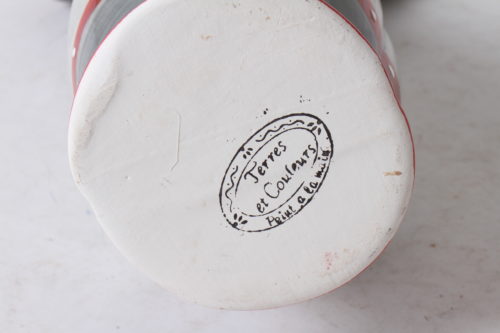 Terres
et Couleurs
Peint a la main